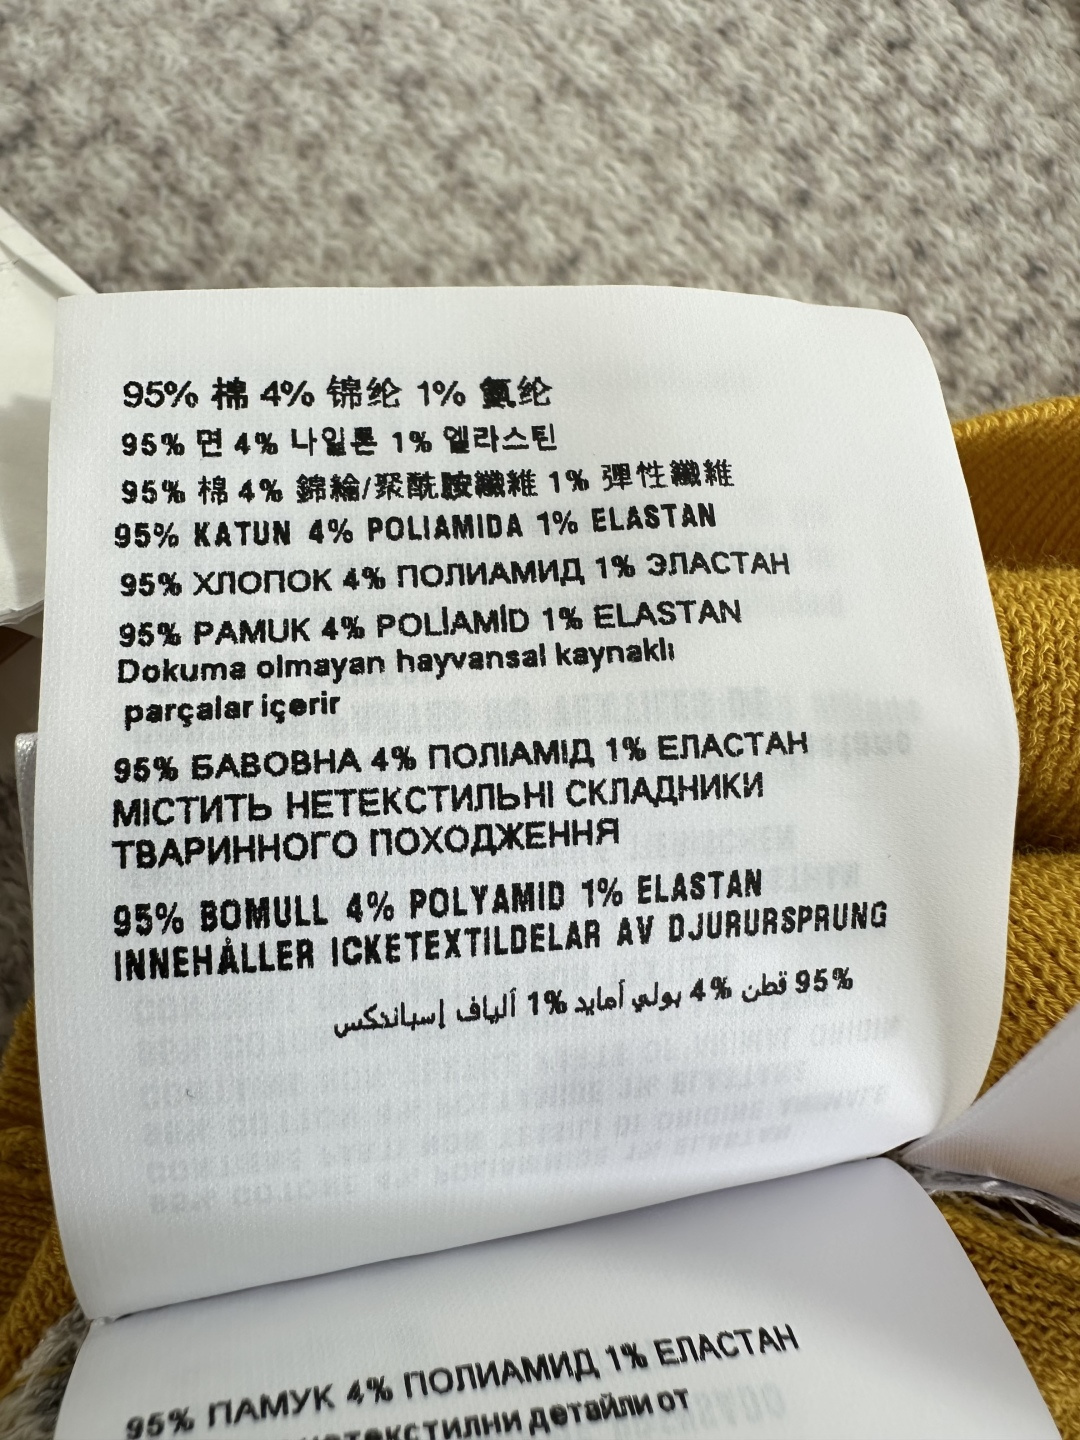 95% 棉 4% 锦纶 1% 氨纶
95% 면 4% 나일론 1% 엘라스틴
95% 棉 4% 錦綸/聚酰胺纖維 1% 彈性纖維
95% KATUN 4% POLIAMIDA 1% ELASTAN
95% ХЛОПОК 4% ПОЛИАМИД 1% ЭЛАСТАН
95% PAMUK 4% POLİAMİD 1% ELASTAN
Dokuma olmayan hayvansal kaynaklı
parçalar içerir
95% БАВОВНА 4% ПОЛІАМІД 1% ЕЛАСТАН
МІСТИТЬ НЕТЕКСТИЛЬНІ СКЛАДНИКИ
ТВАРИННОГО ПОХОДЖЕННЯ
95% BOMULL 4% POLYAMID 1% ELASTAN
INNEHÅLLER ICKETEXTILDELAR AV DJURURSPRUNG
95% قطن 4% بولي أمايد 1% ألياف إسباندكس
95% ПАМУК 4% ПОЛИАМИД 1% ЕЛАСТАН
детайли от